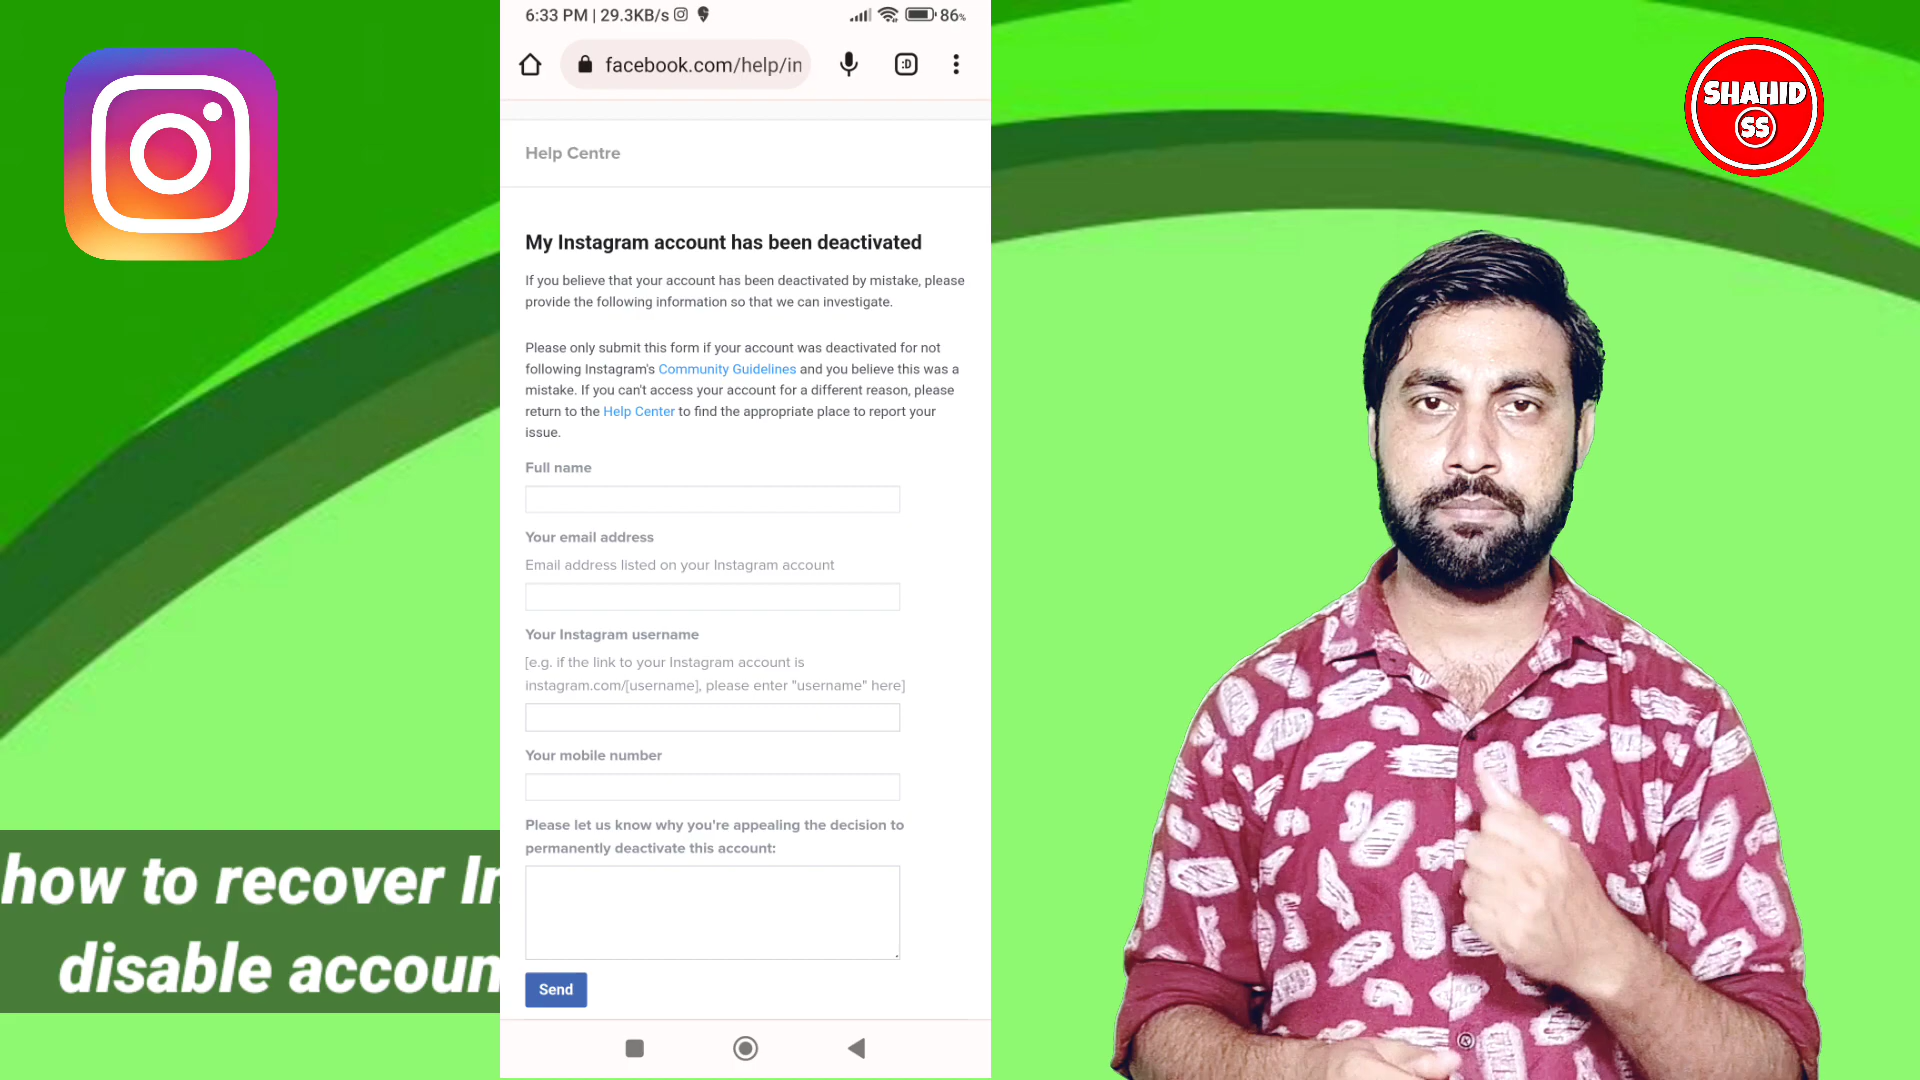 6:33 PM | 29.3KB/s
86%
facebook.com/help/in
:D
SHAHID
SS
Help Centre
My Instagram account has been deactivated
If you believe that your account has been deactivated by mistake, please
provide the following information so that we can investigate.
Please only submit this form if your account was deactivated for not
following Instagram's Community Guidelines and you believe this was a
mistake. If you can't access your account for a different reason, please
return to the Help Center to find the appropriate place to report your
issue.
Full name
Your email address
Email address listed on your Instagram account
Your Instagram username
[e.g. if the link to your Instagram account is
instagram.com/[username], please enter "username" here]
Your mobile number
Please let us know why you're appealing the decision to
permanently deactivate this account:
Send
how to recover In
disable accoun